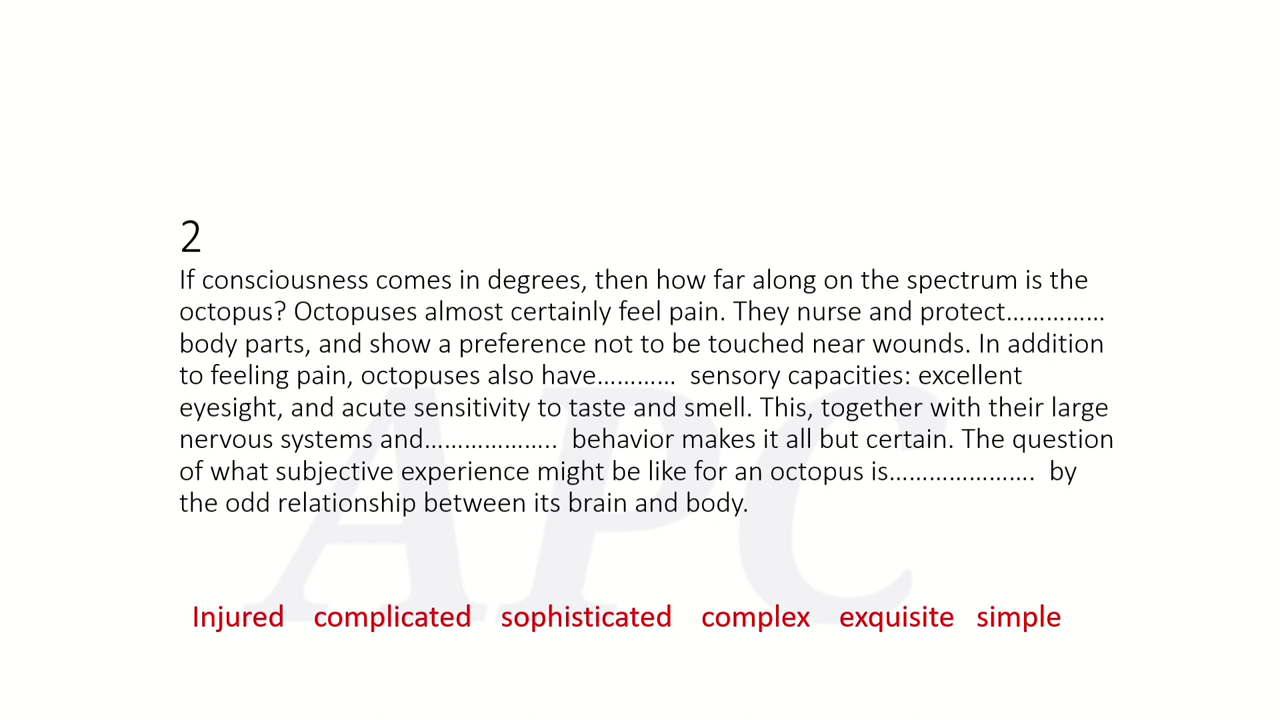 2
If consciousness comes in degrees, then how far along on the spectrum is the
octopus? Octopuses almost certainly feel pain. They nurse and protect……………
body parts, and show a preference not to be touched near wounds. In addition
to feeling pain, octopuses also have………… sensory capacities: excellent
eyesight, and acute sensitivity to taste and smell. This, together with their large
nervous systems and……………….. behavior makes it all but certain. The question
of what subjective experience might be like for an octopus is…………………. by
the odd relationship between its brain and body.
APC
Injured complicated sophisticated complex exquisite simple